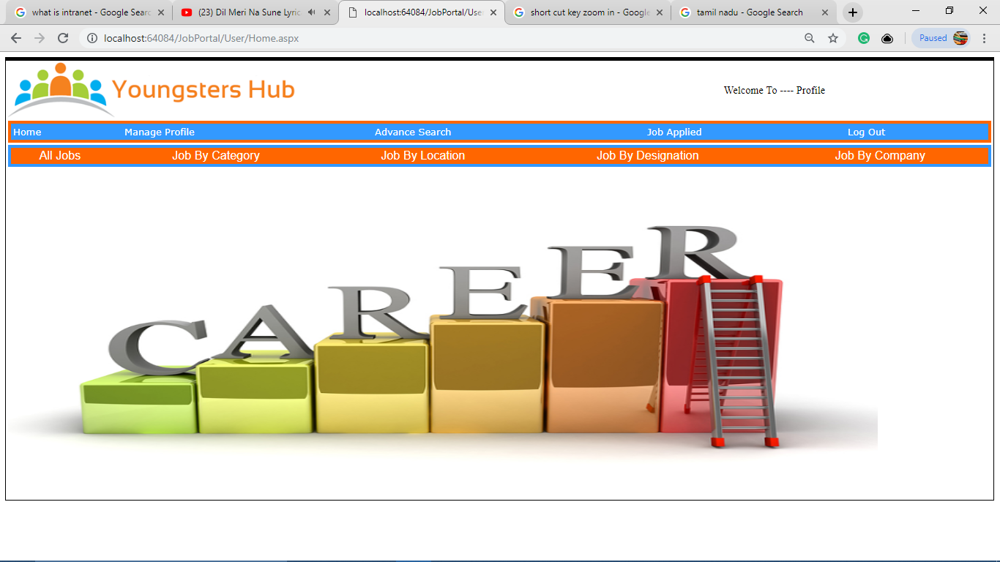 what is intranet - Google Searc
(23) Dil Meri Na Sune Lyric
localhost:64084/JobPortal/User
short cut key zoom in - Google
tamil nadu - Google Search
localhost:64084/JobPortal/User/Home.aspx
Paused
Youngsters Hub
Welcome To ---- Profile
Home Manage Profile Advance Search Job Applied Log Out
All Jobs Job By Category Job By Location Job By Designation Job By Company
CAREER